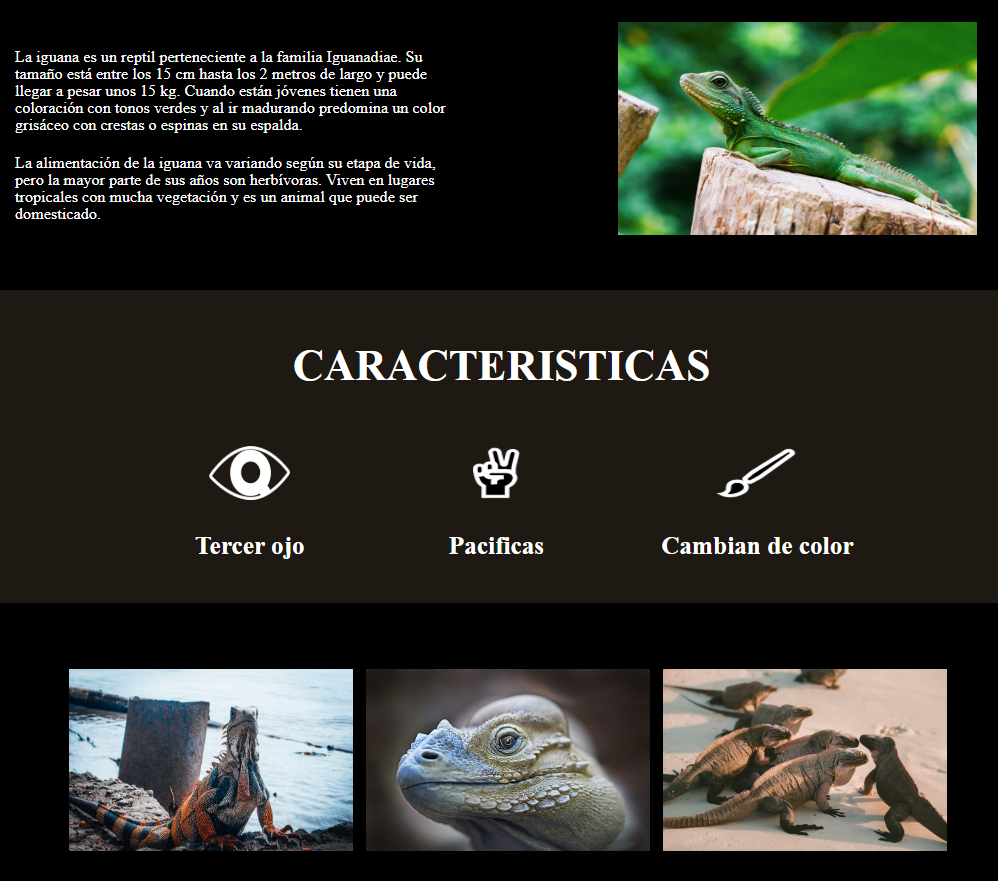 La iguana es un reptil perteneciente a la familia Iguanadiae. Su
tamaño está entre los 15 cm hasta los 2 metros de largo y puede
llegar a pesar unos 15 kg. Cuando están jóvenes tienen una
coloración con tonos verdes y al ir madurando predomina un color
grisáceo con crestas o espinas en su espalda.
La alimentación de la iguana va variando según su etapa de vida,
pero la mayor parte de sus años son herbívoras. Viven en lugares
tropicales con mucha vegetación y es un animal que puede ser
domesticado.
CARACTERISTICAS
Tercer ojo
Pacificas
Cambian de color